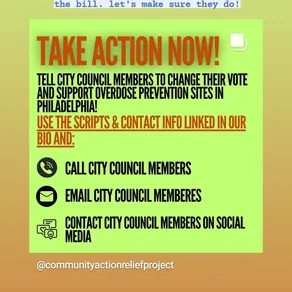 the bill. let's make sure they do!
TAKE ACTION NOW!
TELL CITY COUNCIL MEMBERS TO CHANGE THEIR VOTE
AND SUPPORT OVERDOSE PREVENTION SITES IN
PHILADELPHIA!
USE THE SCRIPTS & CONTACT INFO LINKED IN OUR
BIO AND:
CALL CITY COUNCIL MEMBERS
EMAIL CITY COUNCIL MEMBERES
CONTACT CITY COUNCIL MEMBERS ON SOCIAL
MEDIA
@communityactionreliefproject